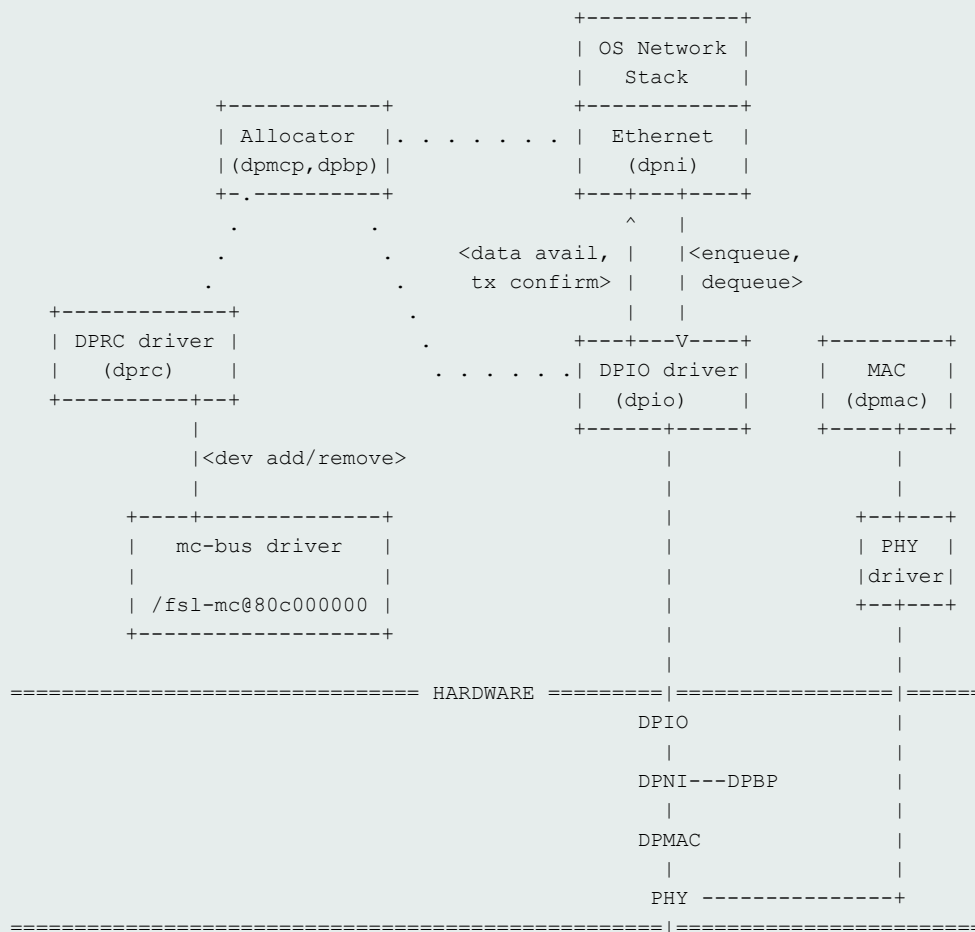 OS Network
Stack
Allocator |. . . . . . . | Ethernet
(dpmcp,dpbp) (dpni)
<data avail, <enqueue,
tx confirm> dequeue>
DPRC driver
(dprc) DPIO driver MAC
(dpio) (dpmac)
<dev add/remove>
mc-bus driver PHY
driver
/fsl-mc@80c000000
HARDWARE
DPIO
DPNI---DPBP
DPMAC
PHY